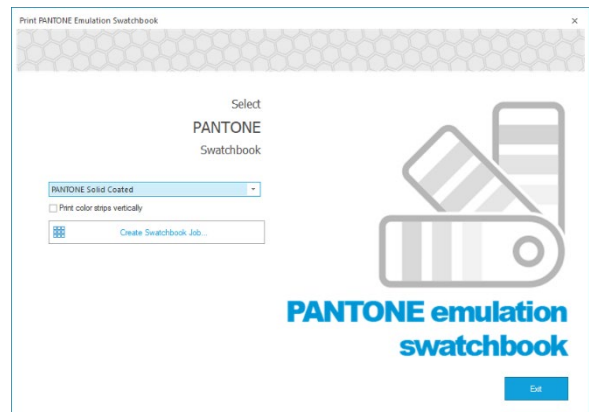 Print PANTONE Emulation Swatchbook
Select
PANTONE
Swatchbook
PANTONE Solid Coated
Print color strips vertically
Create Swatchbook Job...
PANTONE emulation
swatchbook
Exit